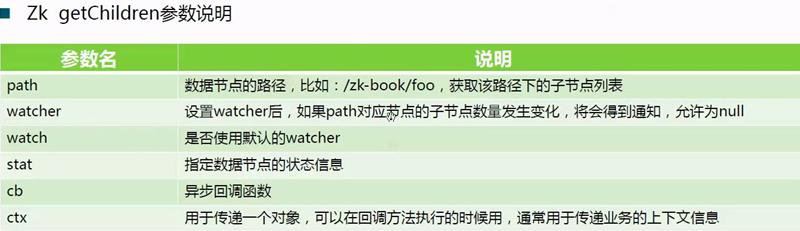 Zk getChildren参数说明
参数名 说明
path 数据节点的路径，比如：/zk-book/foo，获取该路径下的子节点列表
watcher 设置watcher后，如果path对应节点的子节点数量发生变化，将会得到通知，允许为null
watch 是否使用默认的watcher
stat 指定数据节点的状态信息
cb 异步回调函数
ctx 用于传递一个对象，可以在回调方法执行的时候用，通常用于传递业务的上下文信息